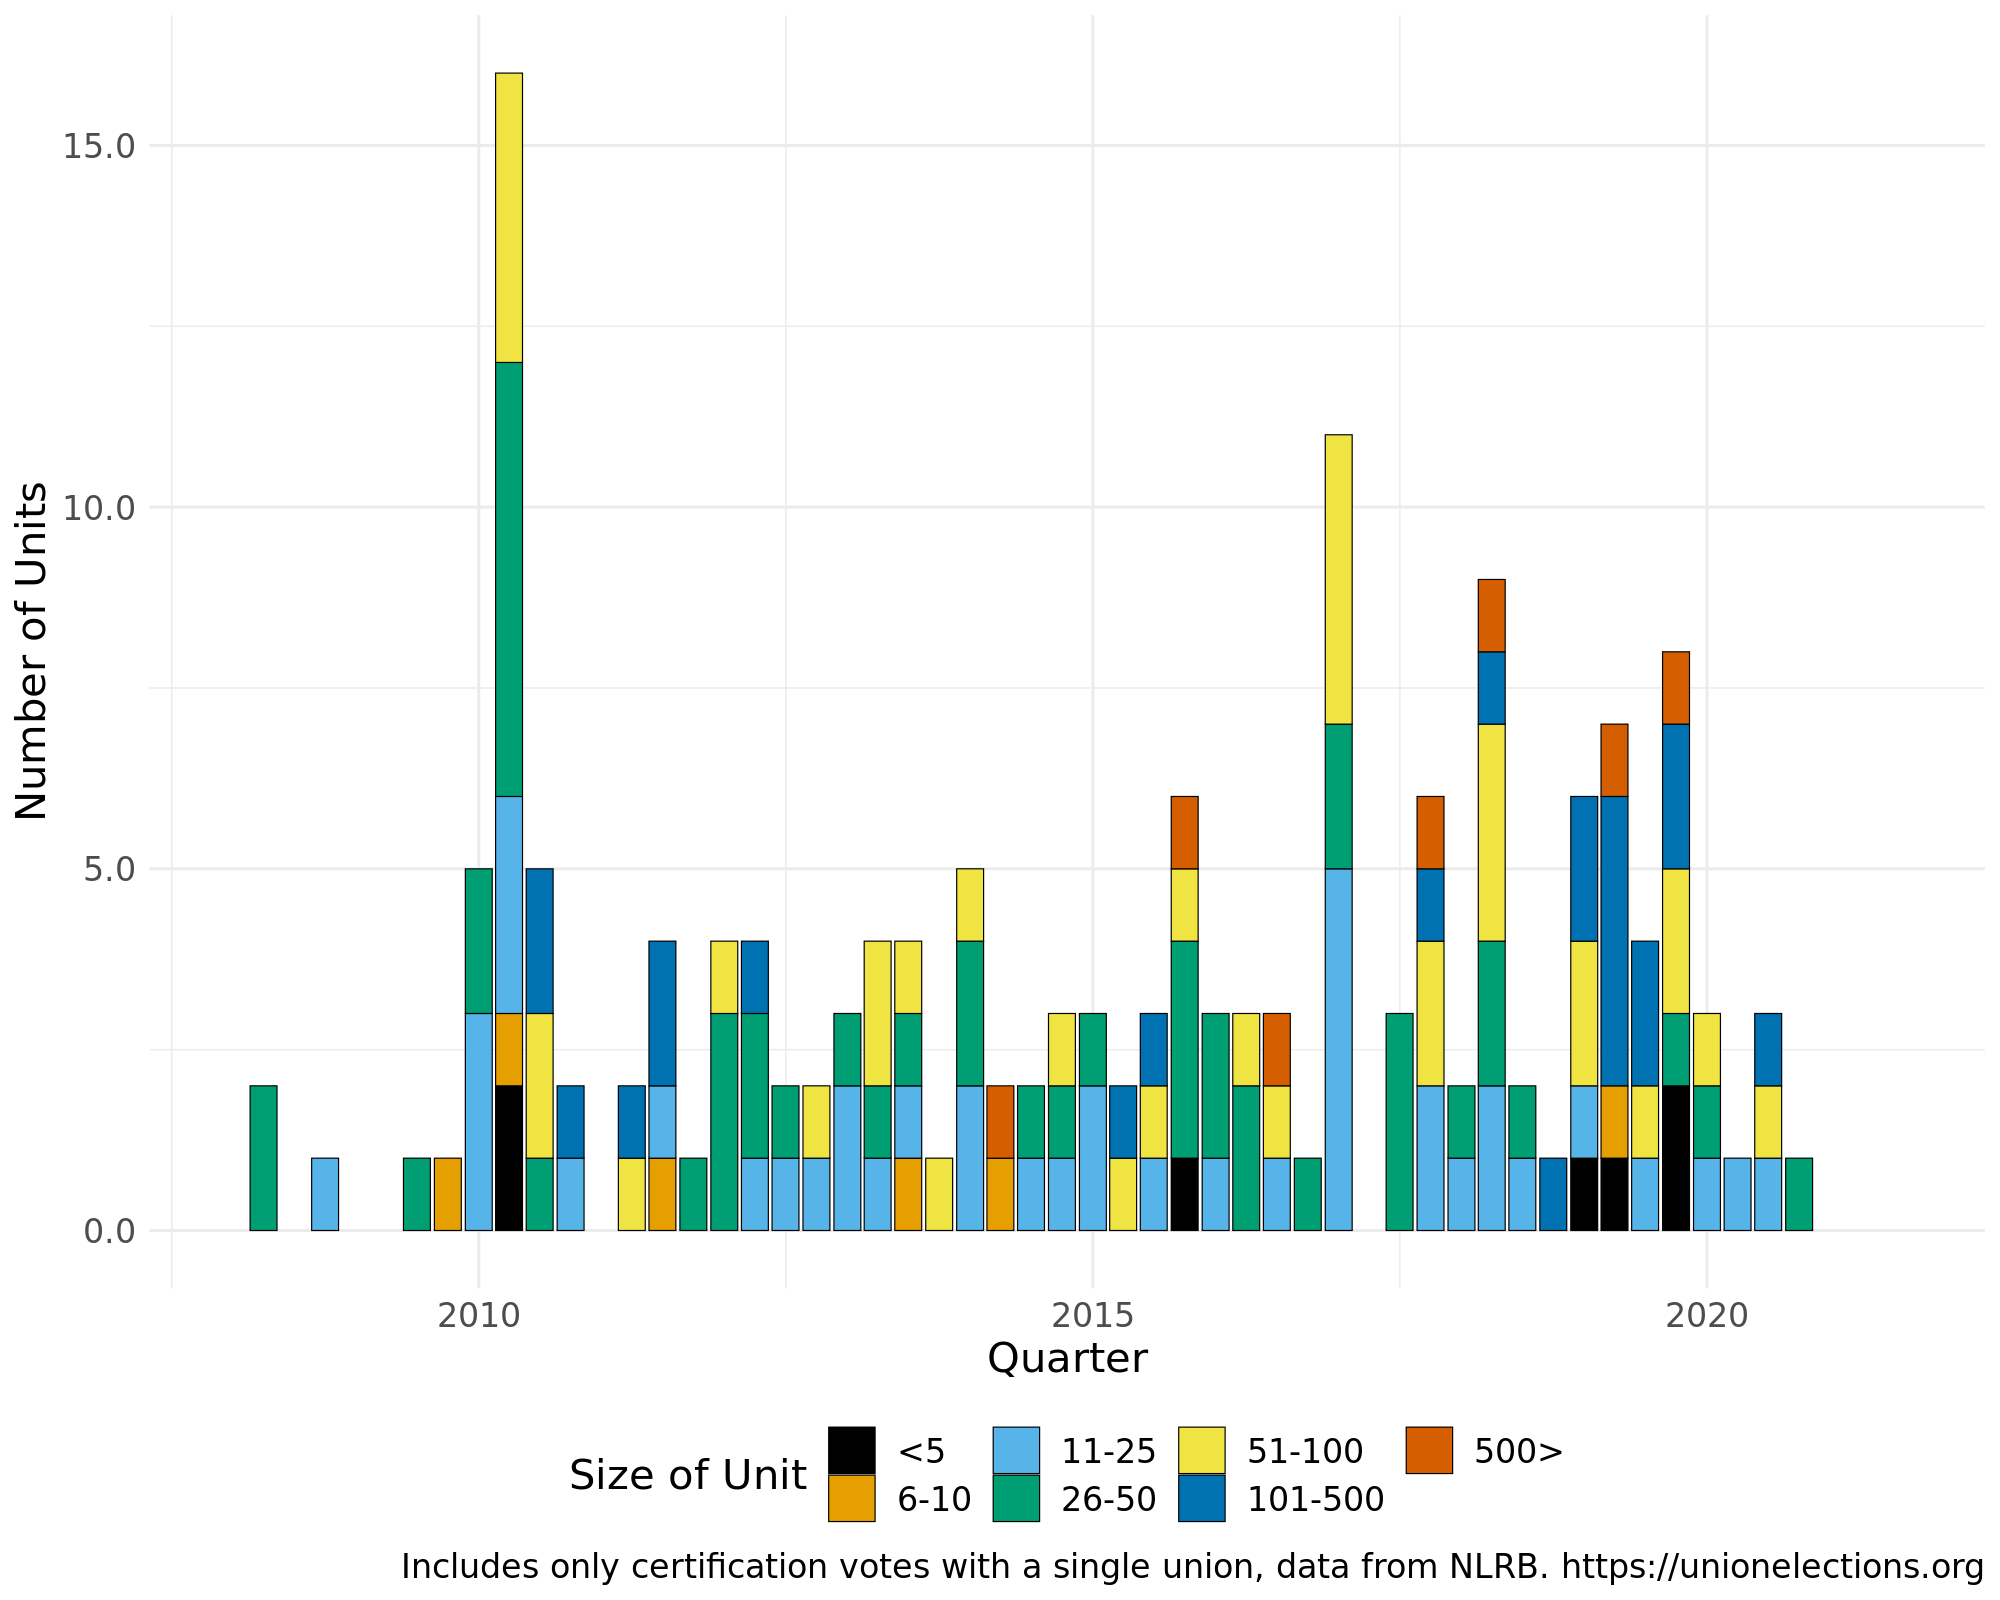 15.0
10.0
5.0
0.0
Number of Units
2010 2015 2020
Quarter
Size of Unit
<5 11-25 51-100 500>
6-10 26-50 101-500
Includes only certification votes with a single union, data from NLRB. https://unionelections.org